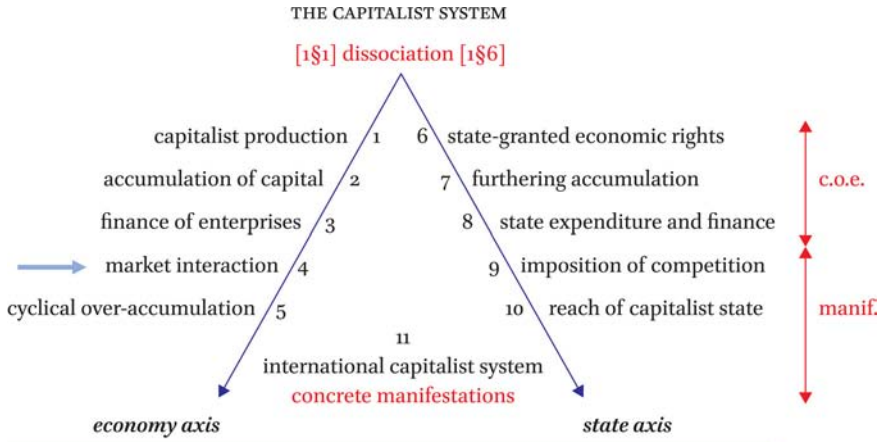 THE CAPITALIST SYSTEM
[1§1] dissociation [1§6]
capitalist production 1 6 state-granted economic rights
accumulation of capital 2 7 furthering accumulation
c.o.e.
finance of enterprises 3 8 state expenditure and finance
market interaction 4 9 imposition of competition
cyclical over-accumulation 5 10 reach of capitalist state
manif.
11
international capitalist system
concrete manifestations
economy axis state axis